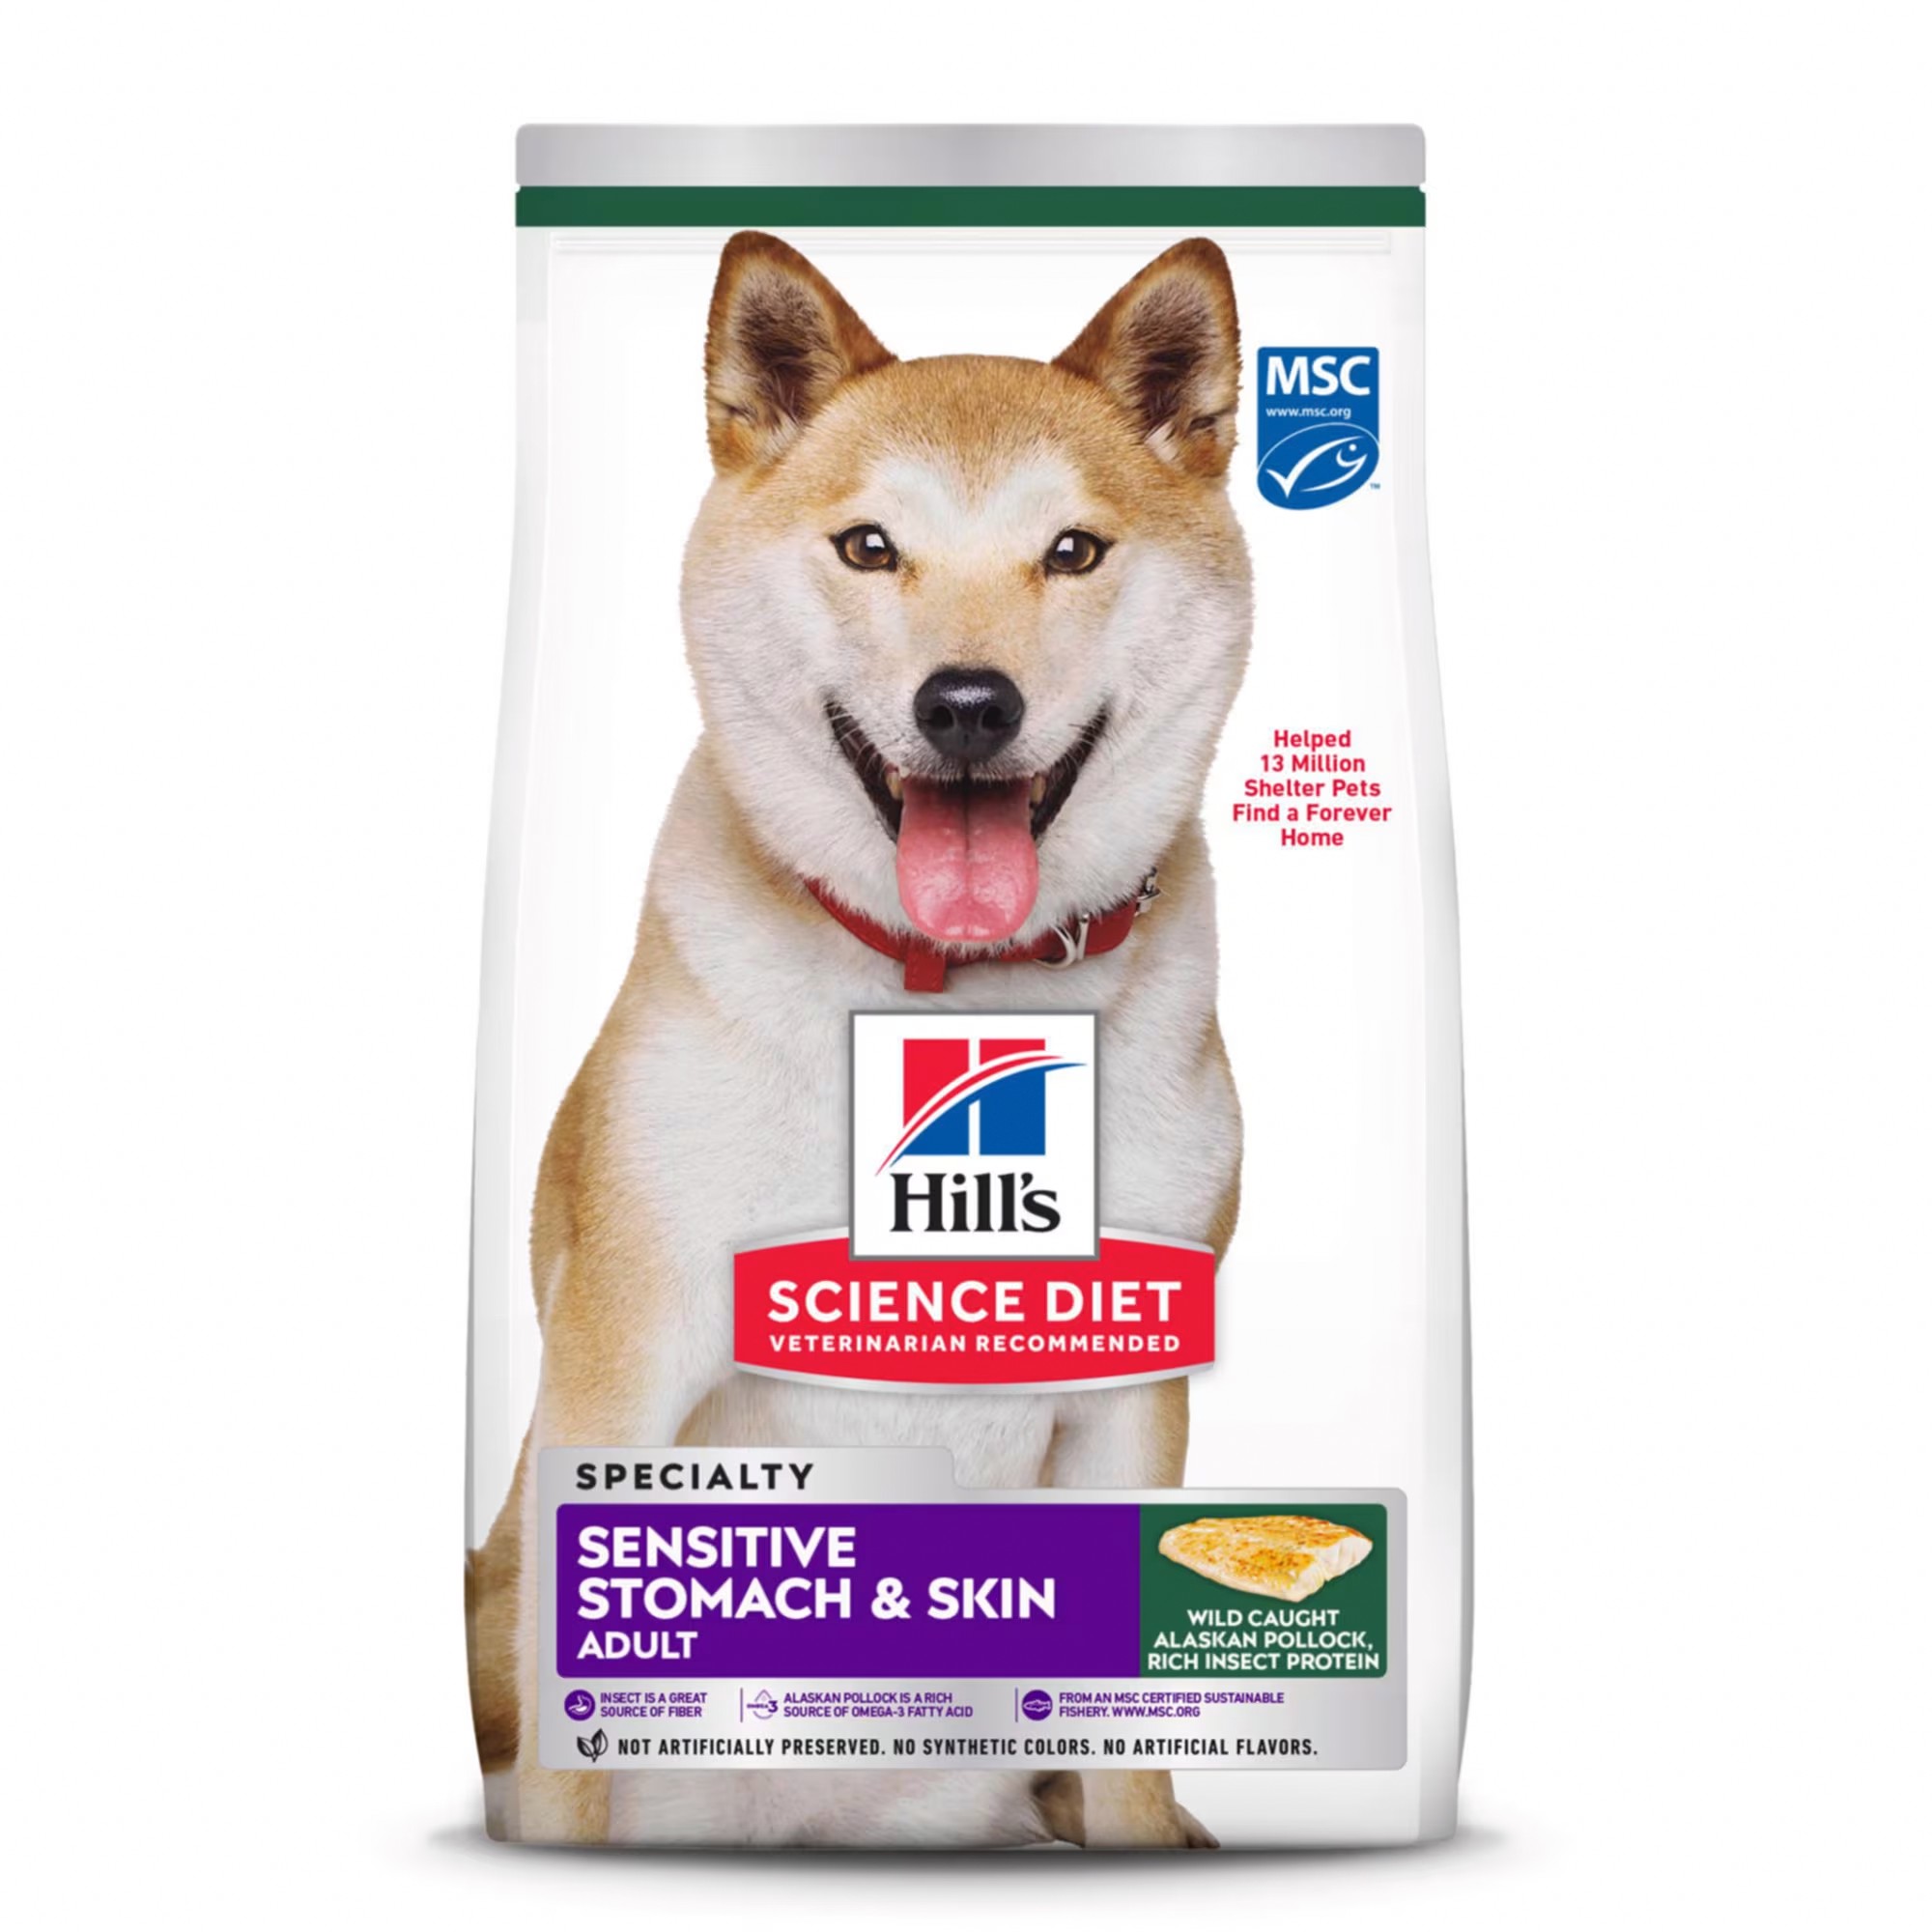 MSC
www.msc.org
TM
Helped
13 Million
Shelter Pets
Find a Forever
Home
Hill's
SCIENCE DIET
VETERINARIAN RECOMMENDED
SPECIALTY
SENSITIVE
STOMACH & SKIN
ADULT
WILD CAUGHT
ALASKAN POLLOCK,
RICH INSECT PROTEIN
INSECT IS A GREAT
SOURCE OF FIBER
OMEGA-3
ALASKAN POLLOCK IS A RICH
SOURCE OF OMEGA-3 FATTY ACID
FROM AN MSC CERTIFIED SUSTAINABLE
FISHERY. WWW.MSC.ORG
NOT ARTIFICIALLY PRESERVED. NO SYNTHETIC COLORS. NO ARTIFICIAL FLAVORS.